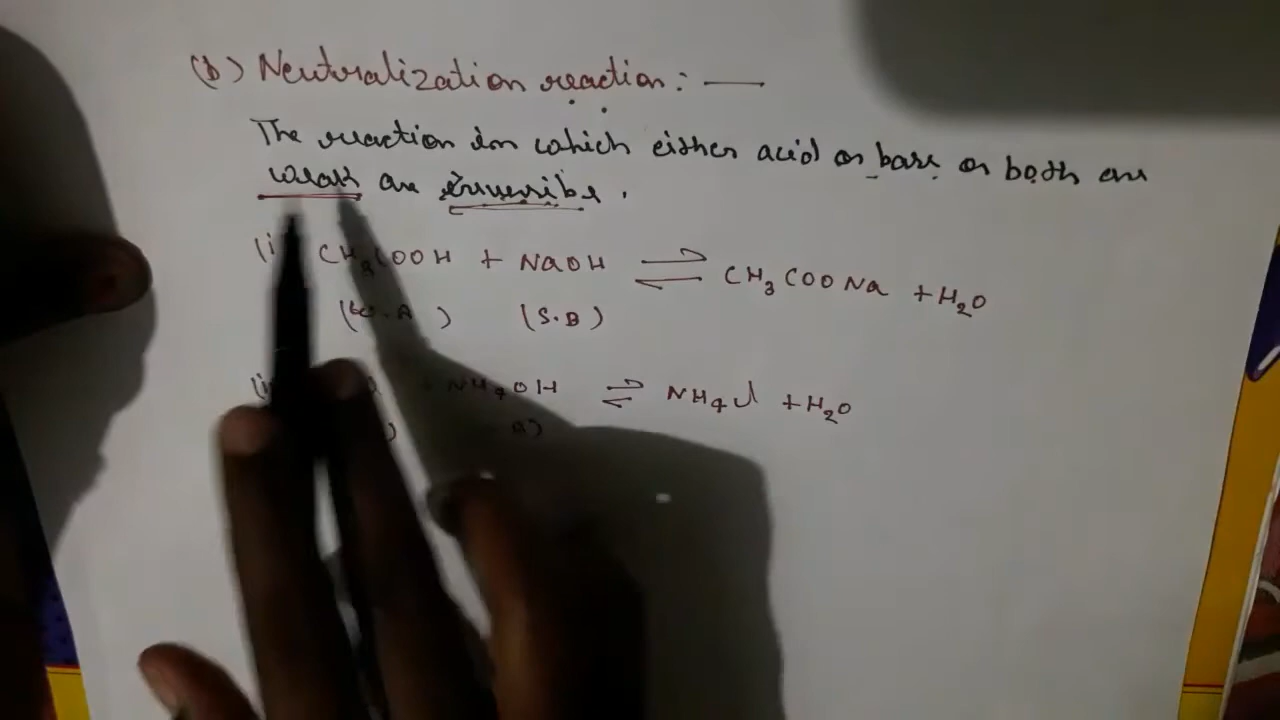 (b) Neutralization reaction : —
The reaction in which either acid or base or both are
weak are
(i CH3COOH + NaOH ⇌ CH3COONa + H2O
( .A ) (S.B)
(i + NH4OH ⇌ NH4Cl + H2O
) B)